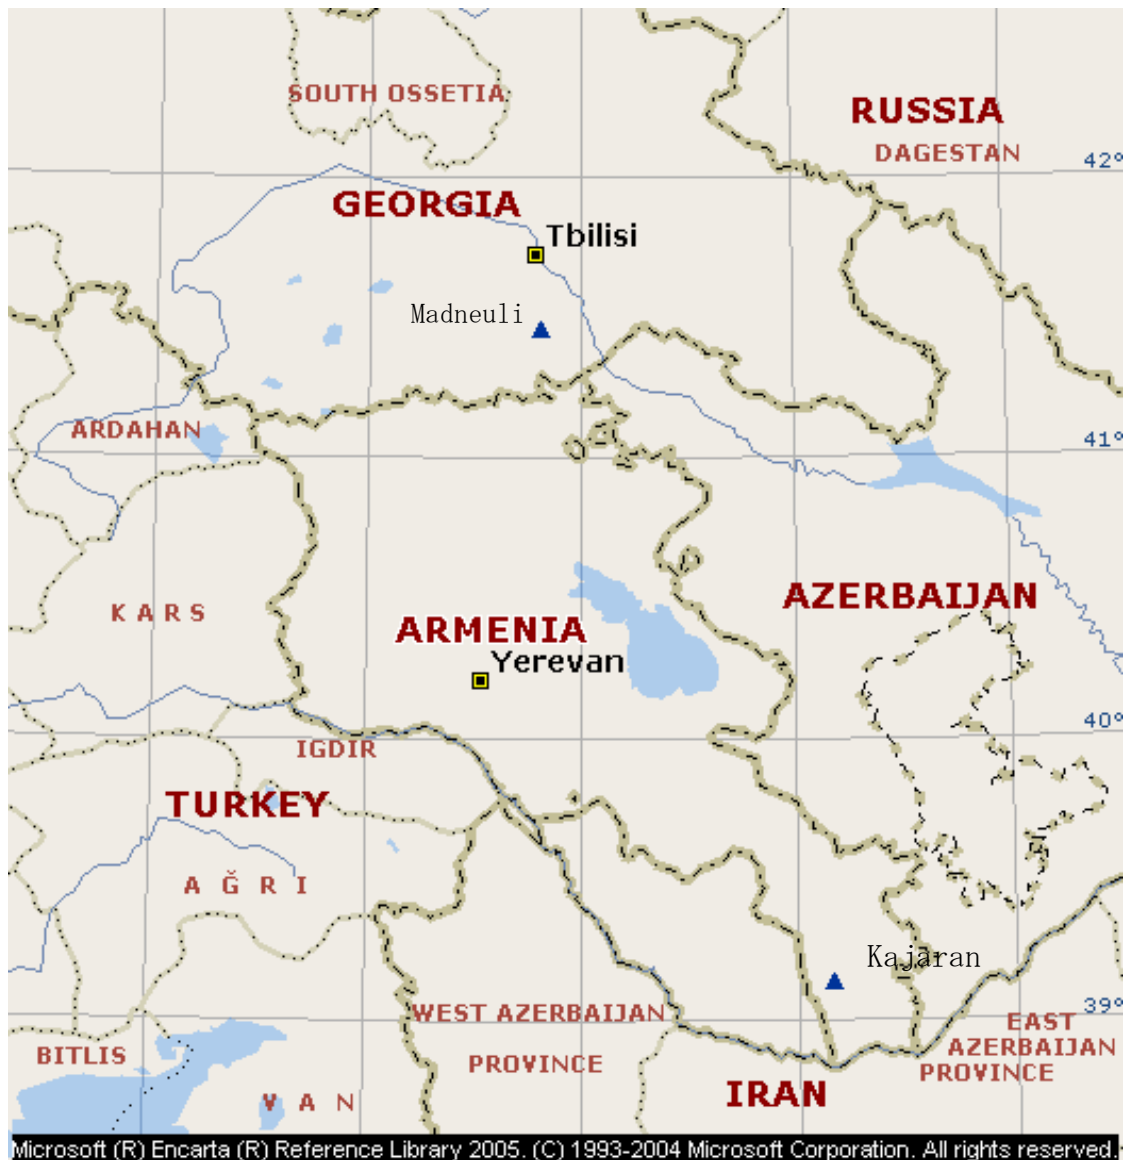 SOUTH OSSETIA
RUSSIA
DAGESTAN
42°
GEORGIA
Tbilisi
Madneuli
ARDAHAN
41°
KARS
AZERBAIJAN
ARMENIA
Yerevan
40°
IGDIR
TURKEY
AĞRI
Kajaran
39°
WEST AZERBAIJAN
PROVINCE
EAST
AZERBAIJAN
PROVINCE
BITLIS
VAN
IRAN
Microsoft (R) Encarta (R) Reference Library 2005. (C) 1993-2004 Microsoft Corporation. All rights reserved.